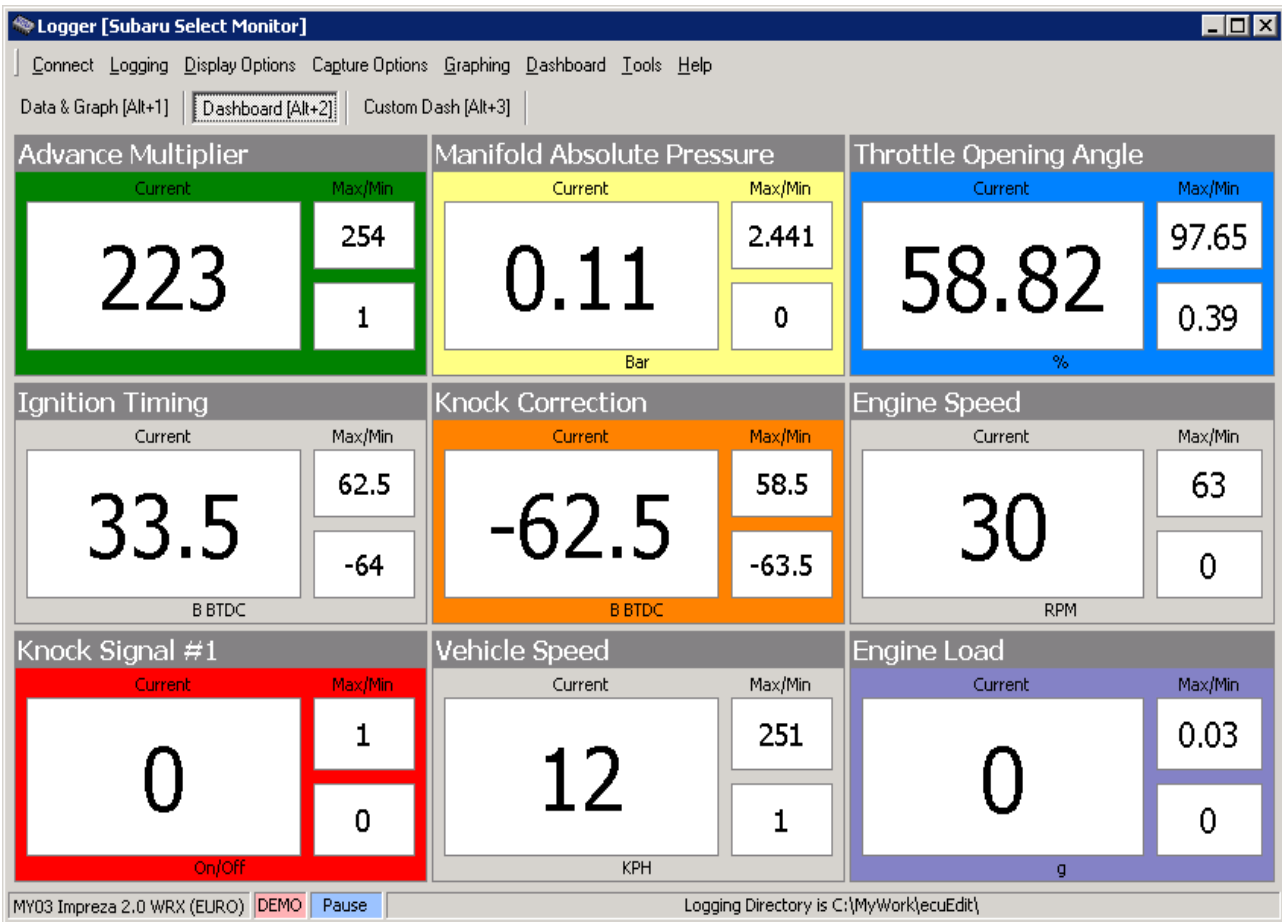 Logger [Subaru Select Monitor]
Connect Logging Display Options Capture Options Graphing Dashboard Tools Help
Data & Graph [Alt+1] Dashboard [Alt+2] Custom Dash [Alt+3]
Advance Multiplier Manifold Absolute Pressure Throttle Opening Angle
Current Max/Min Current Max/Min Current Max/Min
223 254 0.11 2.441 58.82 97.65
1 0 0.39
Bar %
Ignition Timing Knock Correction Engine Speed
Current Max/Min Current Max/Min Current Max/Min
33.5 62.5 -62.5 58.5 30 63
-64 -63.5 0
B BTDC B BTDC RPM
Knock Signal #1 Vehicle Speed Engine Load
Current Max/Min Current Max/Min Current Max/Min
0 1 12 251 0 0.03
0 1 0
On/Off KPH g
MY03 Impreza 2.0 WRX (EURO) DEMO Pause Logging Directory is C:\MyWork\ecuEdit\